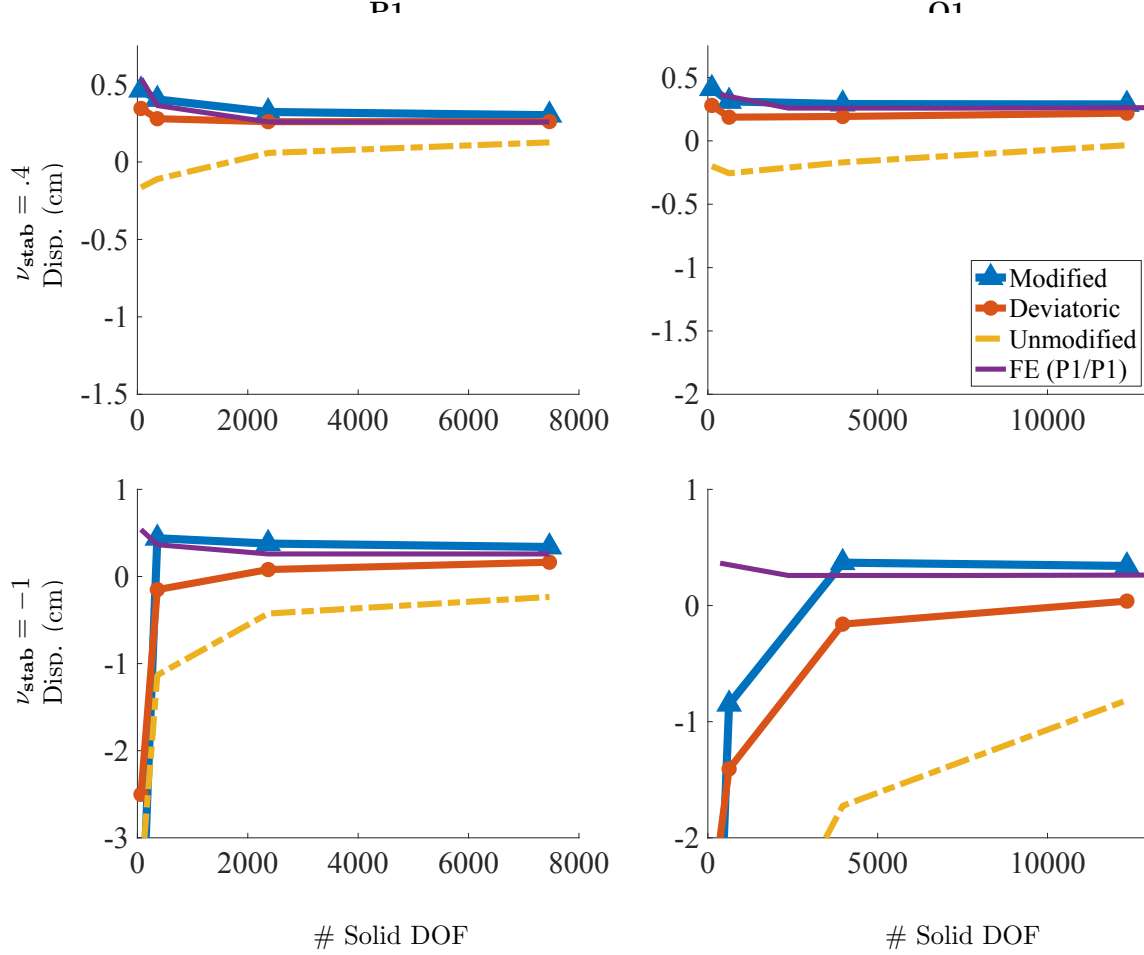 P1 Q1
0.5
0
-0.5
-1
-1.5
0 2000 4000 6000 8000
ν_stab = .4
Disp. (cm)
0.5
0
-0.5
-1
-1.5
-2
0 5000 10000
Modified
Deviatoric
Unmodified
FE (P1/P1)
1
0
-1
-2
-3
0 2000 4000 6000 8000
ν_stab = −1
Disp. (cm)
1
0
-1
-2
0 5000 10000
# Solid DOF # Solid DOF